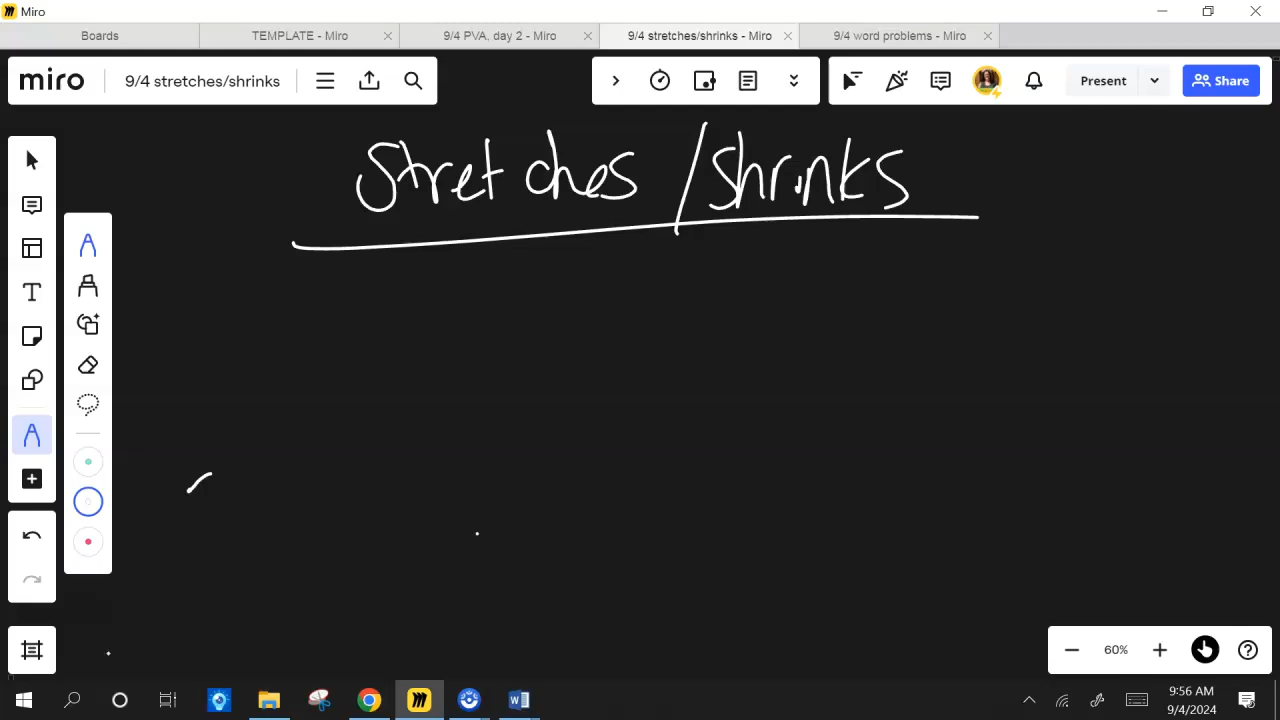 Miro
Boards TEMPLATE - Miro 9/4 PVA, day 2 - Miro 9/4 stretches/shrinks - Miro 9/4 word problems - Miro
miro 9/4 stretches/shrinks Present Share
Stretches / Shrinks
60%
9:56 AM
9/4/2024